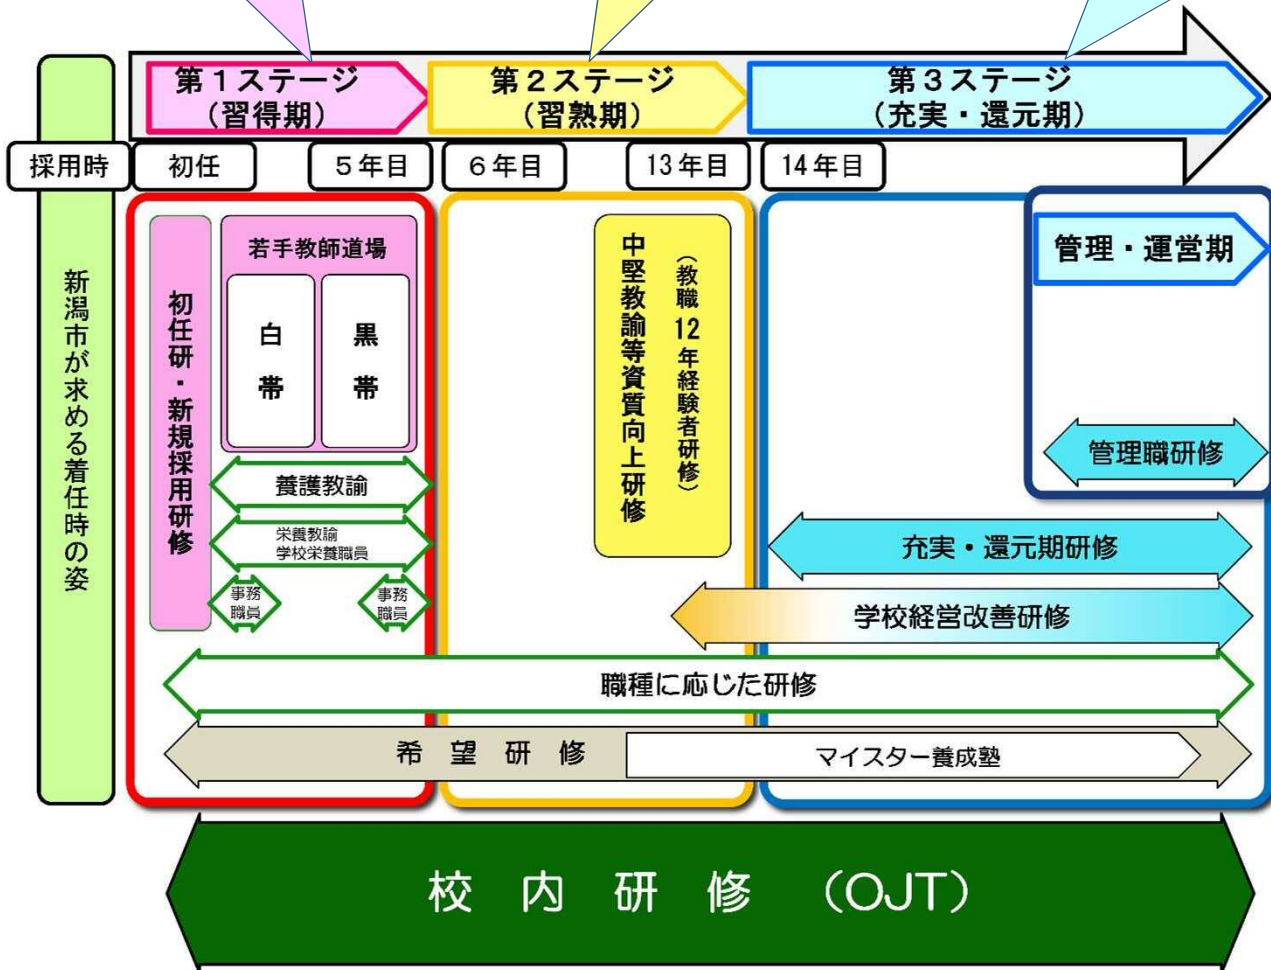 第１ステージ
（習得期）
第２ステージ
（習熟期）
第３ステージ
（充実・還元期）
採用時
初任
５年目
６年目
13年目
14年目
新潟市が求める着任時の姿
初任研・新規採用研修
若手教師道場
白帯
黒帯
養護教諭
栄養教諭
学校栄養職員
事務
職員
事務
職員
中堅教諭等資質向上研修
（教職12年経験者研修）
管理・運営期
管理職研修
充実・還元期研修
学校経営改善研修
職種に応じた研修
希望研修
マイスター養成塾
校内研修（OJT）